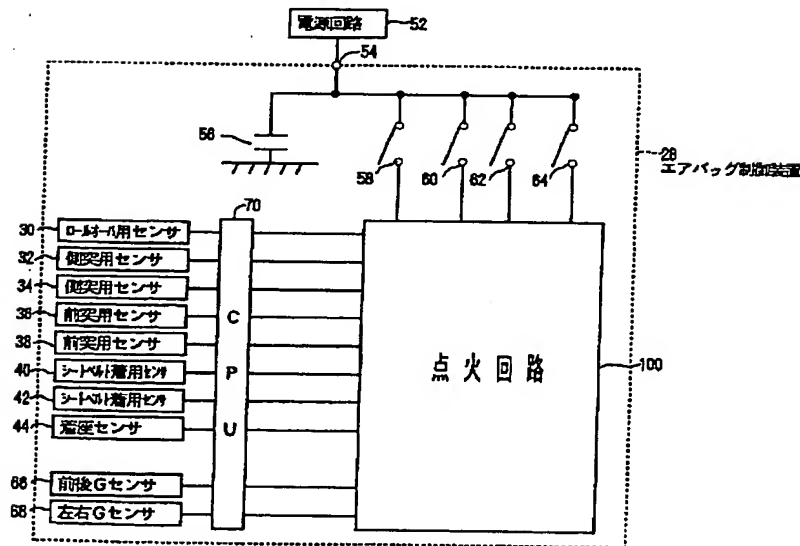 電源回路 52
54
56
58 60 62 64
28
エアバッグ制御装置
70
30 ロールオーバ用センサ
32 側突用センサ
34 側突用センサ
36 前突用センサ
38 前突用センサ
40 シートベルト着用センサ
42 シートベルト着用センサ
44 着座センサ
66 前後Gセンサ
68 左右Gセンサ
C
P
U
点火回路
100